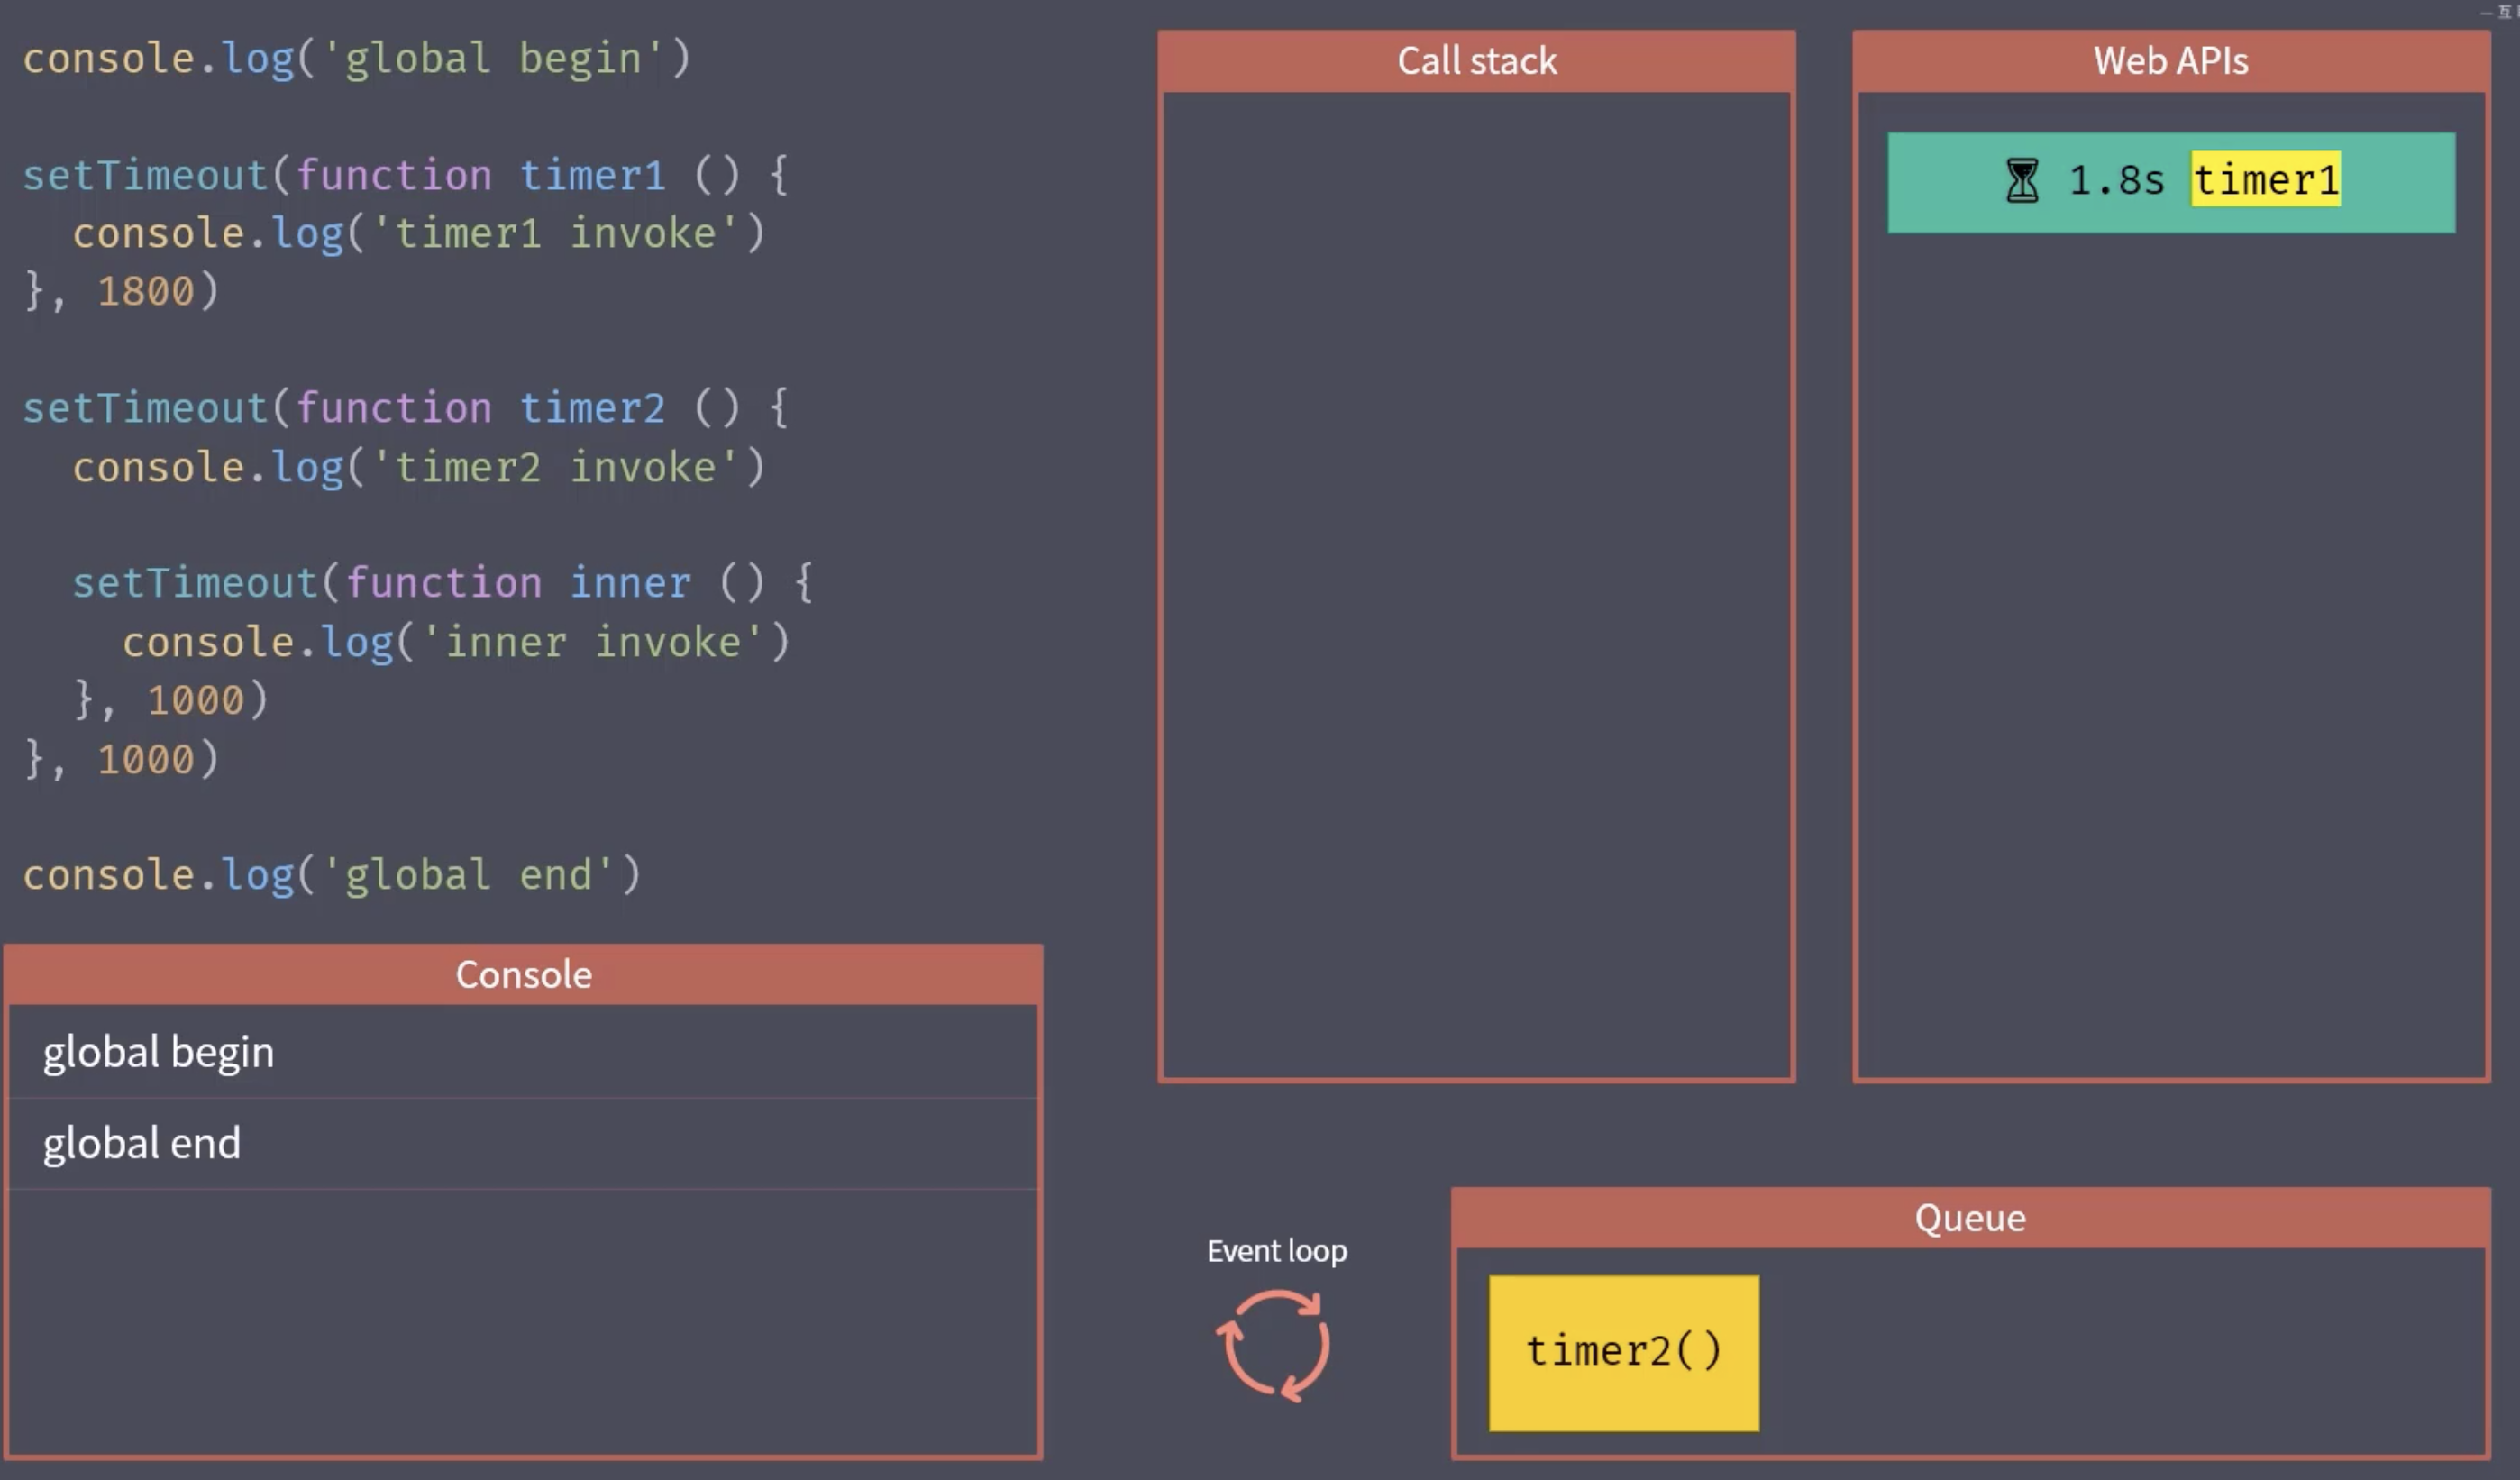 console.log('global begin')
setTimeout(function timer1 () {
  console.log('timer1 invoke')
}, 1800)
setTimeout(function timer2 () {
  console.log('timer2 invoke')
  setTimeout(function inner () {
    console.log('inner invoke')
  }, 1000)
}, 1000)
console.log('global end')
Console
global begin
global end
Call stack
Web APIs
1.8s timer1
Event loop
Queue
timer2()